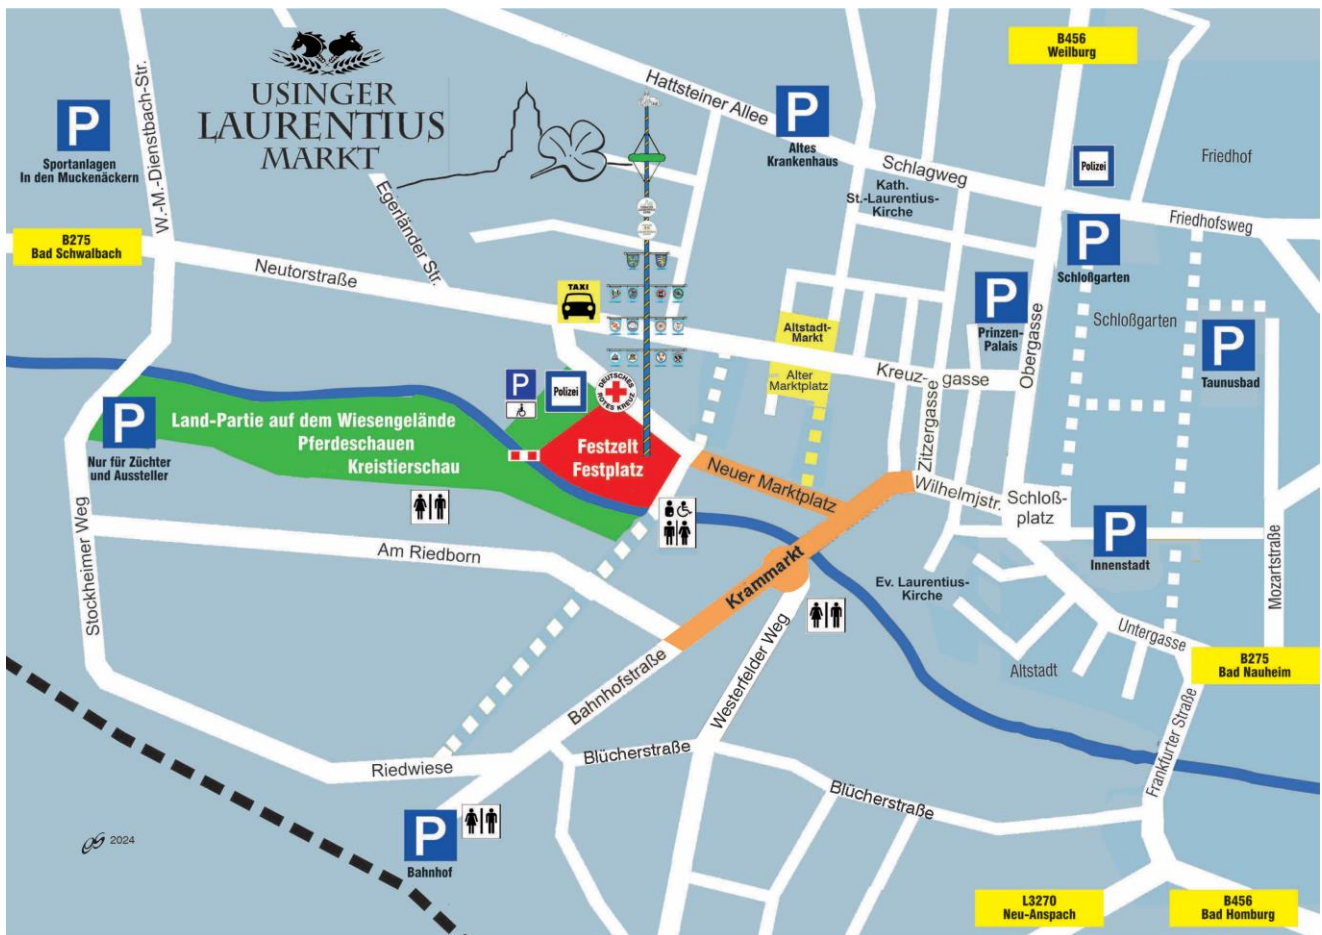 USINGER
LAURENTIUS
MARKT
B456
Weilburg
Hattsteiner Allee
P
Altes
Krankenhaus
P
Sportanlagen
In den Muckenäckern
W.-M.-Dienstbach-Str.
Egerländer Str.
Schlagweg
Kath.
St.-Laurentius-
Kirche
Polizei
Friedhof
Friedhofsweg
B275
Bad Schwalbach
Neutorstraße
TAXI
P
Schloßgarten
P
Prinzen-
Palais
Obergasse
Schloßgarten
Altstadt-
Markt
Alter
Marktplatz
Kreuz-gasse
P
Taunusbad
P
Polizei
DEUTSCHES
ROTES KREUZ
Zitzergasse
P
Nur für Züchter
und Aussteller
Land-Partie auf dem Wiesengelände
Pferdeschauen
Kreistierschau
Festzelt
Festplatz
Neuer Marktplatz
Wilhelmjstr.
Schloß-
platz
P
Innenstadt
Mozartstraße
Stockheimer Weg
Am Riedborn
Krammarkt
Ev. Laurentius-
Kirche
Untergasse
Altstadt
B275
Bad Nauheim
Bahnhofstraße
Westerfelder Weg
Frankfurter Straße
Riedwiese
Blücherstraße
Blücherstraße
P
Bahnhof
2024
L3270
Neu-Anspach
B456
Bad Homburg